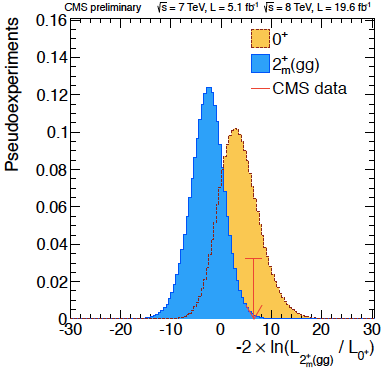 CMS preliminary √s = 7 TeV, L = 5.1 fb⁻¹ √s = 8 TeV, L = 19.6 fb⁻¹
Pseudoexperiments
0.16
0.14
0.12
0.1
0.08
0.06
0.04
0.02
0
0⁺
2⁺ₘ(gg)
CMS data
-30 -20 -10 0 10 20 30
-2 × ln(L₂⁺ₘ(gg) / L₀⁺)